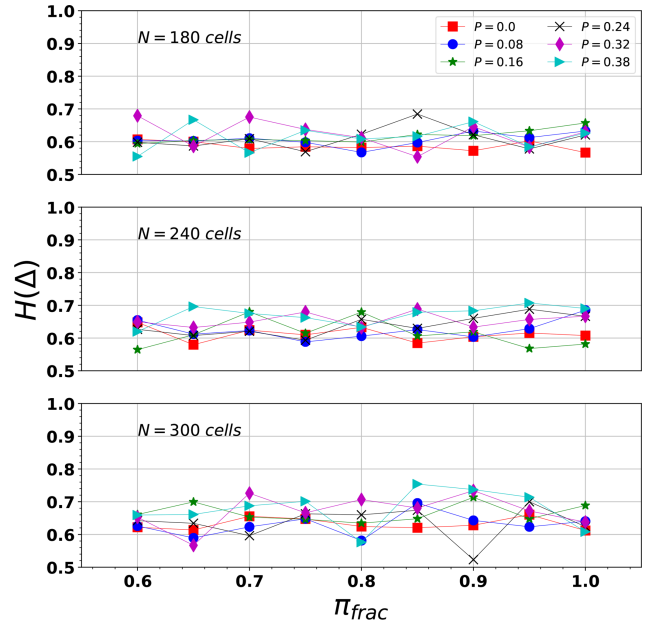 1.0
0.9
0.8
0.7
0.6
0.5
N = 180 cells
P = 0.0
P = 0.08
P = 0.16
P = 0.24
P = 0.32
P = 0.38
1.0
0.9
0.8
0.7
0.6
0.5
N = 240 cells
H(Δ)
1.0
0.9
0.8
0.7
0.6
0.5
N = 300 cells
0.6 0.7 0.8 0.9 1.0
π_frac